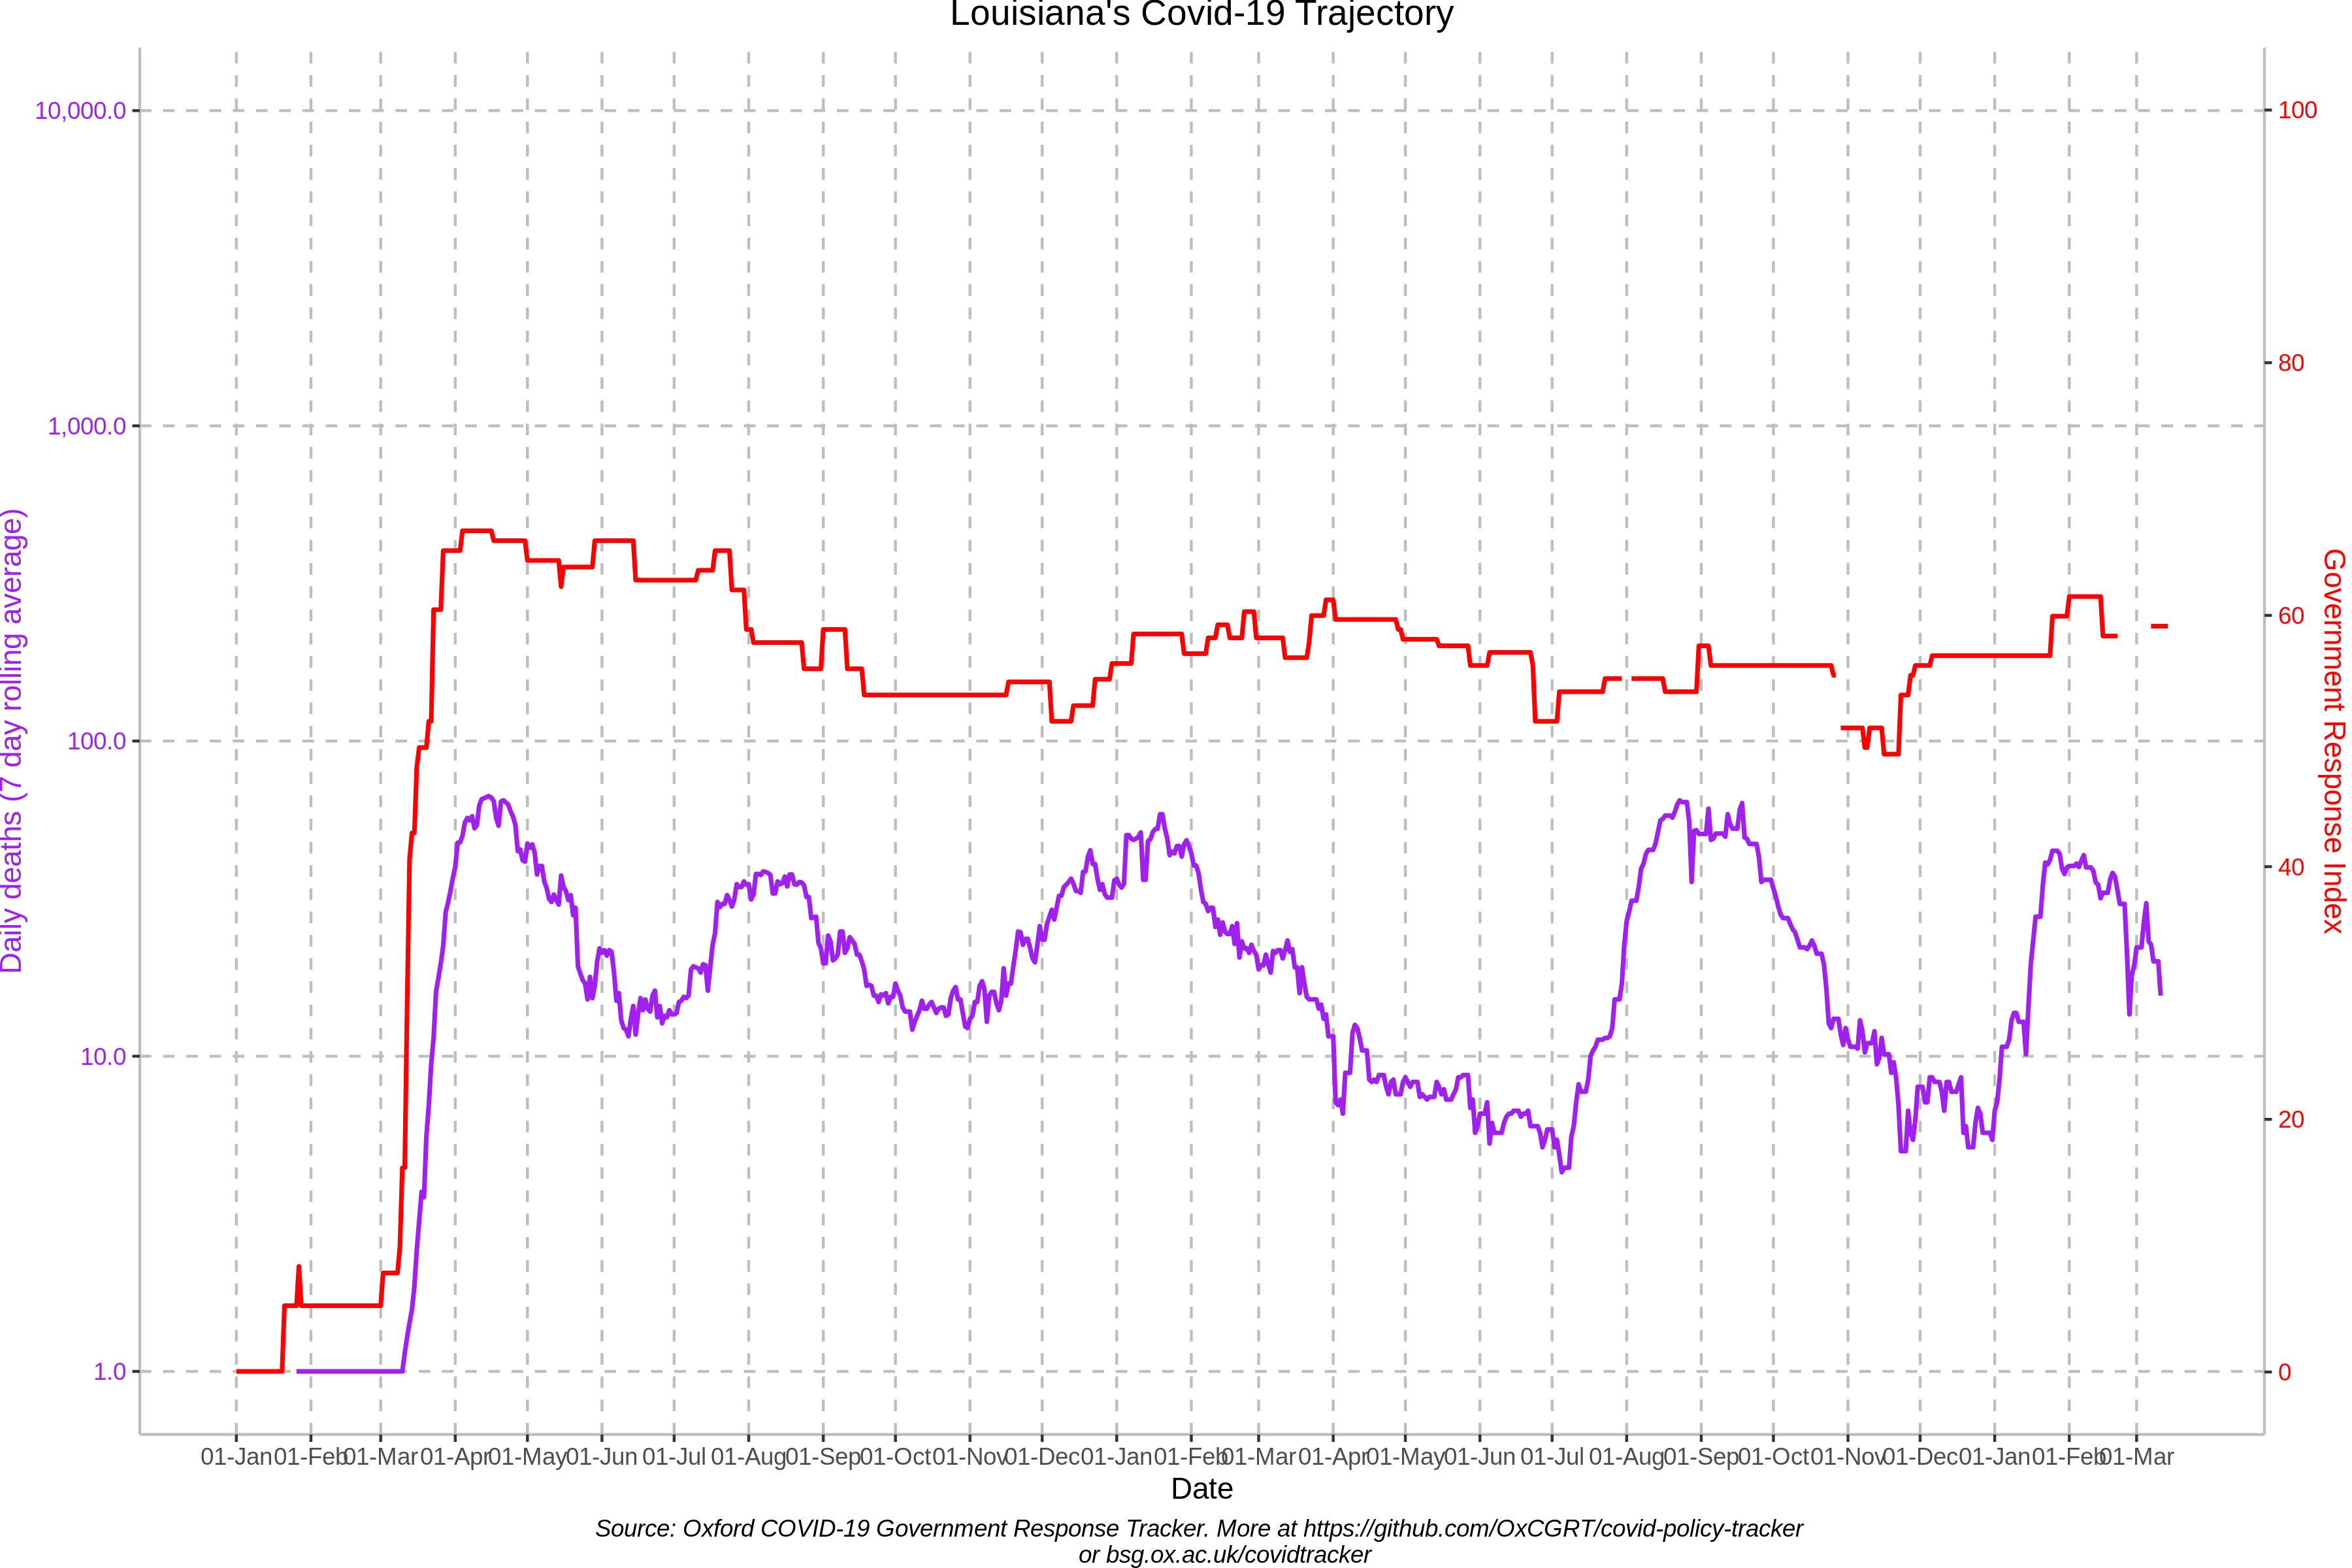 Louisiana's Covid-19 Trajectory
10,000.0
1,000.0
100.0
10.0
1.0
Daily deaths (7 day rolling average)
100
80
60
40
20
0
Government Response Index
01-Jan 01-Feb 01-Mar 01-Apr 01-May 01-Jun 01-Jul 01-Aug 01-Sep 01-Oct 01-Nov 01-Dec 01-Jan 01-Feb 01-Mar 01-Apr 01-May 01-Jun 01-Jul 01-Aug 01-Sep 01-Oct 01-Nov 01-Dec 01-Jan 01-Feb 01-Mar
Date
Source: Oxford COVID-19 Government Response Tracker. More at https://github.com/OxCGRT/covid-policy-tracker
or bsg.ox.ac.uk/covidtracker